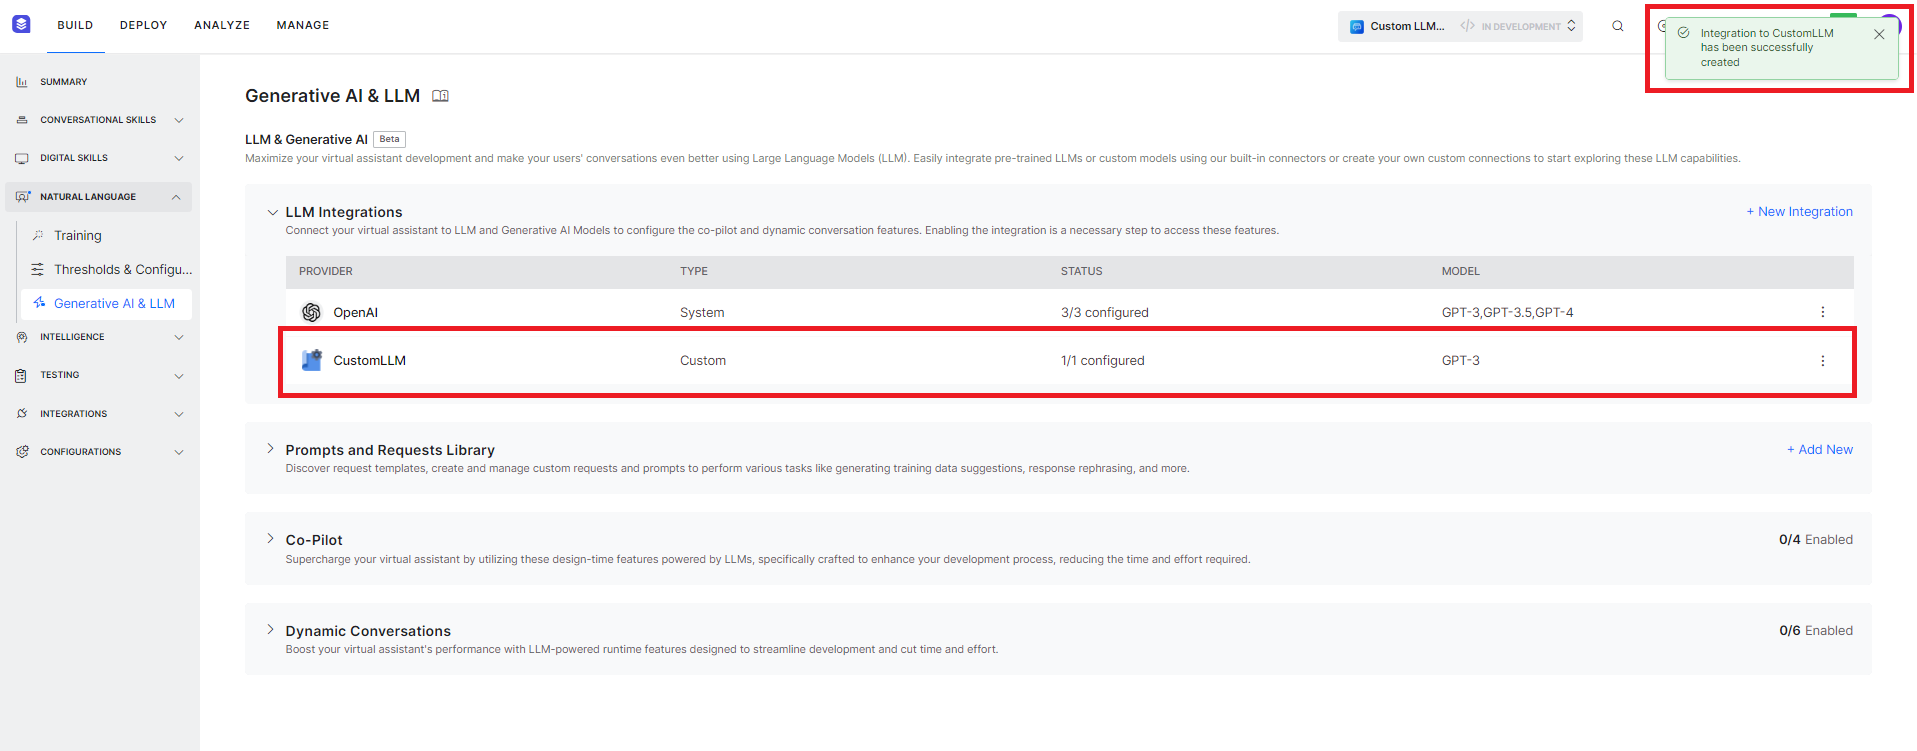 BUILD DEPLOY ANALYZE MANAGE
Custom LLM... </> IN DEVELOPMENT
Integration to CustomLLM
has been successfully
created
SUMMARY
CONVERSATIONAL SKILLS
DIGITAL SKILLS
NATURAL LANGUAGE
Training
Thresholds & Configu...
Generative AI & LLM
INTELLIGENCE
TESTING
INTEGRATIONS
CONFIGURATIONS
Generative AI & LLM
LLM & Generative AI Beta
Maximize your virtual assistant development and make your users' conversations even better using Large Language Models (LLM). Easily integrate pre-trained LLMs or custom models using our built-in connectors or create your own custom connections to start exploring these LLM capabilities.
LLM Integrations + New Integration
Connect your virtual assistant to LLM and Generative AI Models to configure the co-pilot and dynamic conversation features. Enabling the integration is a necessary step to access these features.
PROVIDER TYPE STATUS MODEL
OpenAI System 3/3 configured GPT-3,GPT-3.5,GPT-4
CustomLLM Custom 1/1 configured GPT-3
Prompts and Requests Library + Add New
Discover request templates, create and manage custom requests and prompts to perform various tasks like generating training data suggestions, response rephrasing, and more.
Co-Pilot 0/4 Enabled
Supercharge your virtual assistant by utilizing these design-time features powered by LLMs, specifically crafted to enhance your development process, reducing the time and effort required.
Dynamic Conversations 0/6 Enabled
Boost your virtual assistant's performance with LLM-powered runtime features designed to streamline development and cut time and effort.